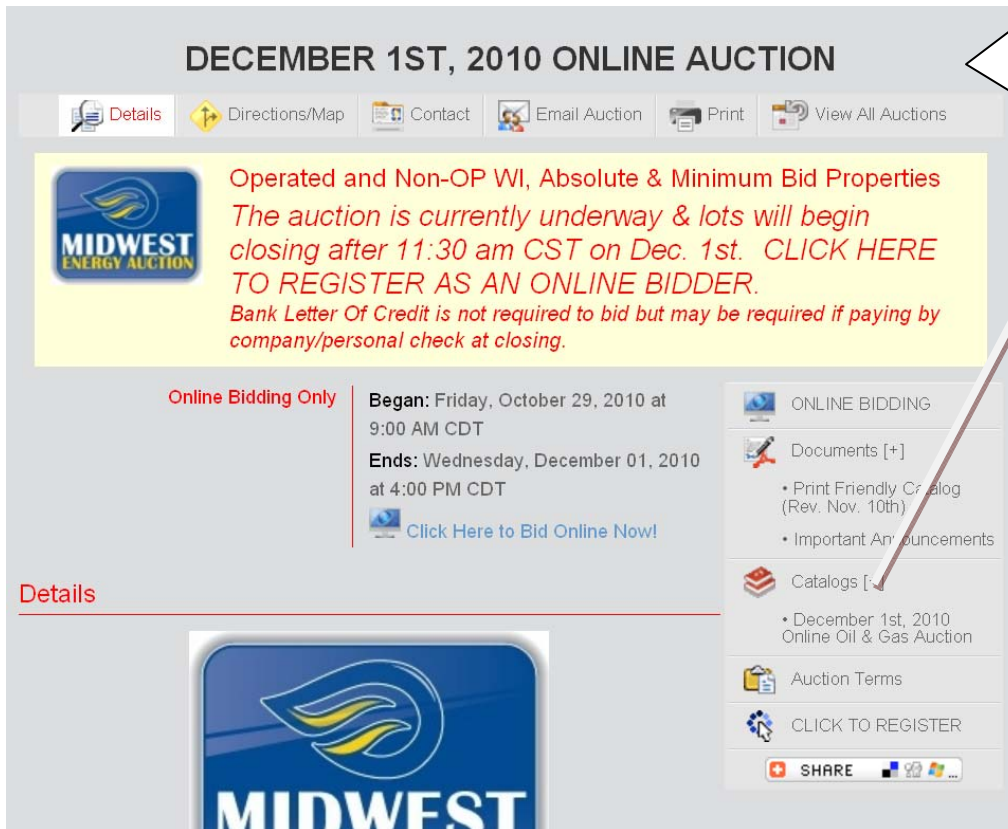 DECEMBER 1ST, 2010 ONLINE AUCTION
Details Directions/Map Contact Email Auction Print View All Auctions
MIDWEST
ENERGY AUCTION
Operated and Non-OP WI, Absolute & Minimum Bid Properties
The auction is currently underway & lots will begin
closing after 11:30 am CST on Dec. 1st. CLICK HERE
TO REGISTER AS AN ONLINE BIDDER.
Bank Letter Of Credit is not required to bid but may be required if paying by
company/personal check at closing.
Online Bidding Only
Began: Friday, October 29, 2010 at
9:00 AM CDT
Ends: Wednesday, December 01, 2010
at 4:00 PM CDT
Click Here to Bid Online Now!
ONLINE BIDDING
Documents [+]
• Print Friendly Catalog
(Rev. Nov. 10th)
• Important Announcements
Catalogs
• December 1st, 2010
Online Oil & Gas Auction
Auction Terms
CLICK TO REGISTER
SHARE
Details
MIDWEST